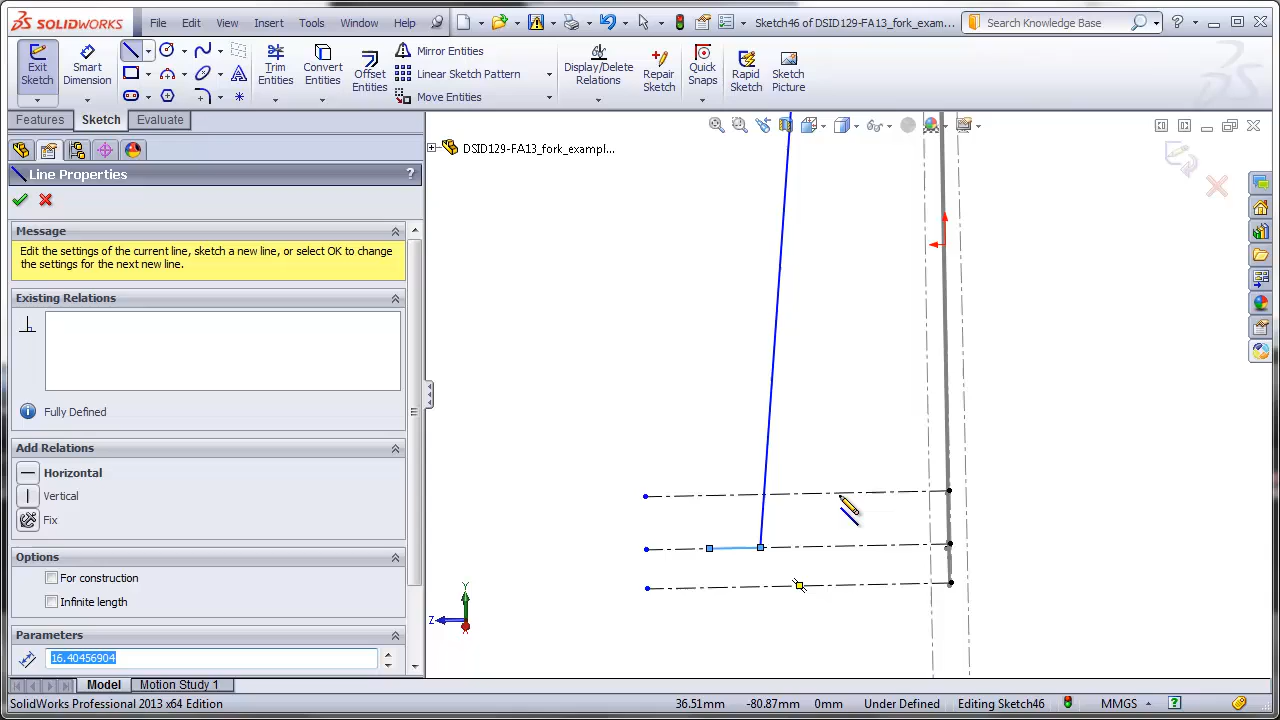 SOLIDWORKS File Edit View Insert Tools Window Help Sketch46 of DSID129-FA13_fork_exam... Search Knowledge Base ?
Exit Sketch Smart Dimension Trim Entities Convert Entities Offset Entities Mirror Entities Linear Sketch Pattern Move Entities Display/Delete Relations Repair Sketch Quick Snaps Rapid Sketch Sketch Picture
Features Sketch Evaluate
DSID129-FA13_fork_exampl...
Line Properties ?
Message
Edit the settings of the current line, sketch a new line, or select OK to change
the settings for the next new line.
Existing Relations
Fully Defined
Add Relations
Horizontal
Vertical
Fix
Options
For construction
Infinite length
Parameters
16.40456904
Y
Z
Model Motion Study 1
SolidWorks Professional 2013 x64 Edition 36.51mm -80.87mm 0mm Under Defined Editing Sketch46 MMGS ?